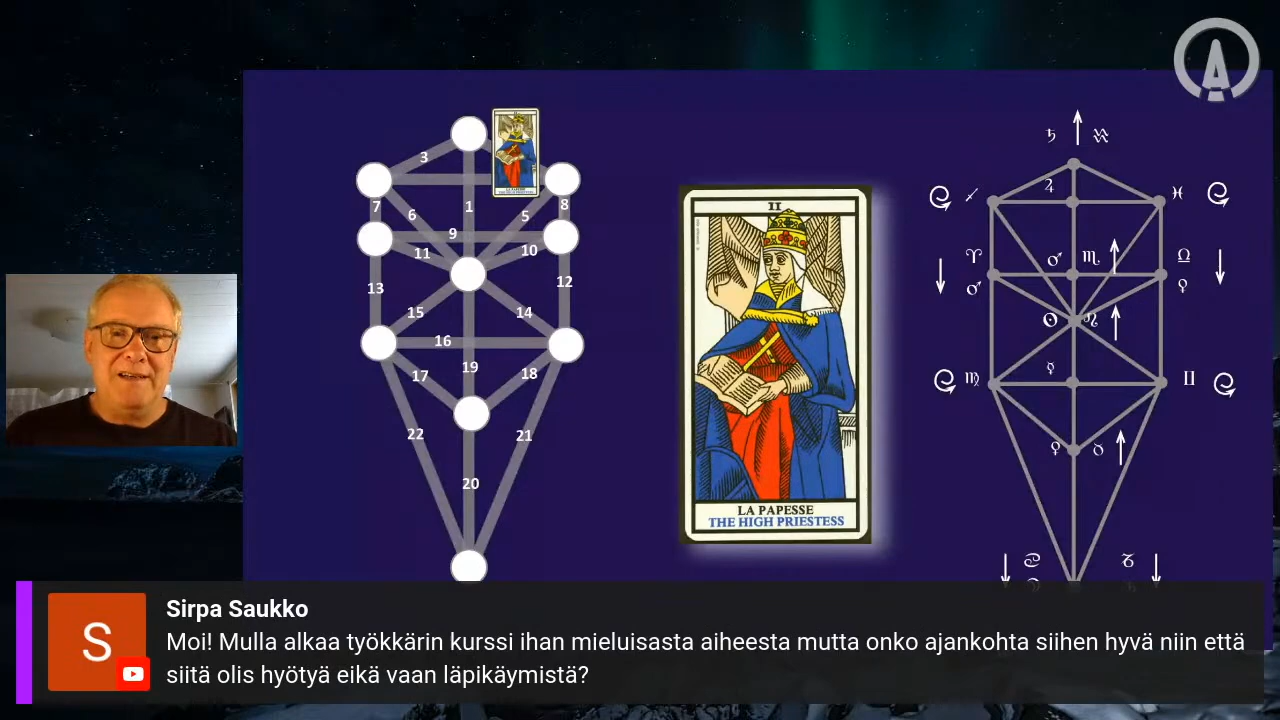 3
7
6
1
5
8
9
11
10
13
12
15
14
16
19
17
18
22
21
20
II
LA PAPESSE
THE HIGH PRIESTESS
S
Sirpa Saukko
Moi! Mulla alkaa työkkärin kurssi ihan mieluisasta aiheesta mutta onko ajankohta siihen hyvä niin että
siitä olis hyötyä eikä vaan läpikäymistä?